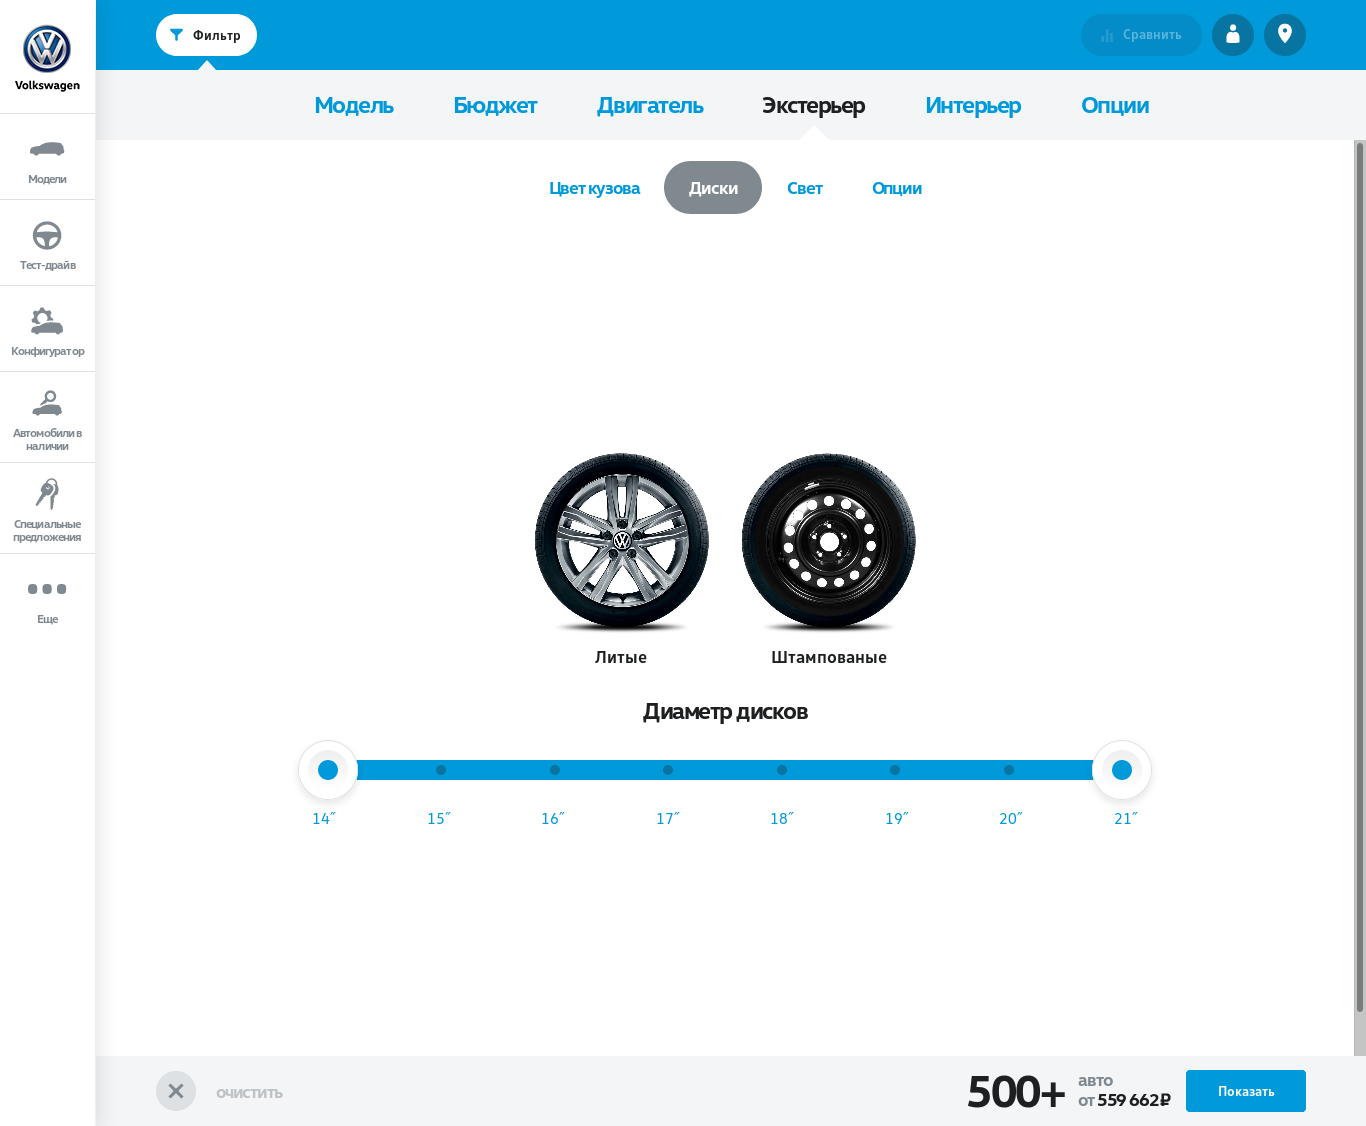 Фильтр
Сравнить
Volkswagen
Модель Бюджет Двигатель Экстерьер Интерьер Опции
Модели
Цвет кузова Диски Свет Опции
Тест-драйв
Конфигуратор
Автомобили в
наличии
Специальные
предложения
Еще
Литые Штампованые
Диаметр дисков
14˝ 15˝ 16˝ 17˝ 18˝ 19˝ 20˝ 21˝
очистить
500+ авто
от 559 662₽
Показать